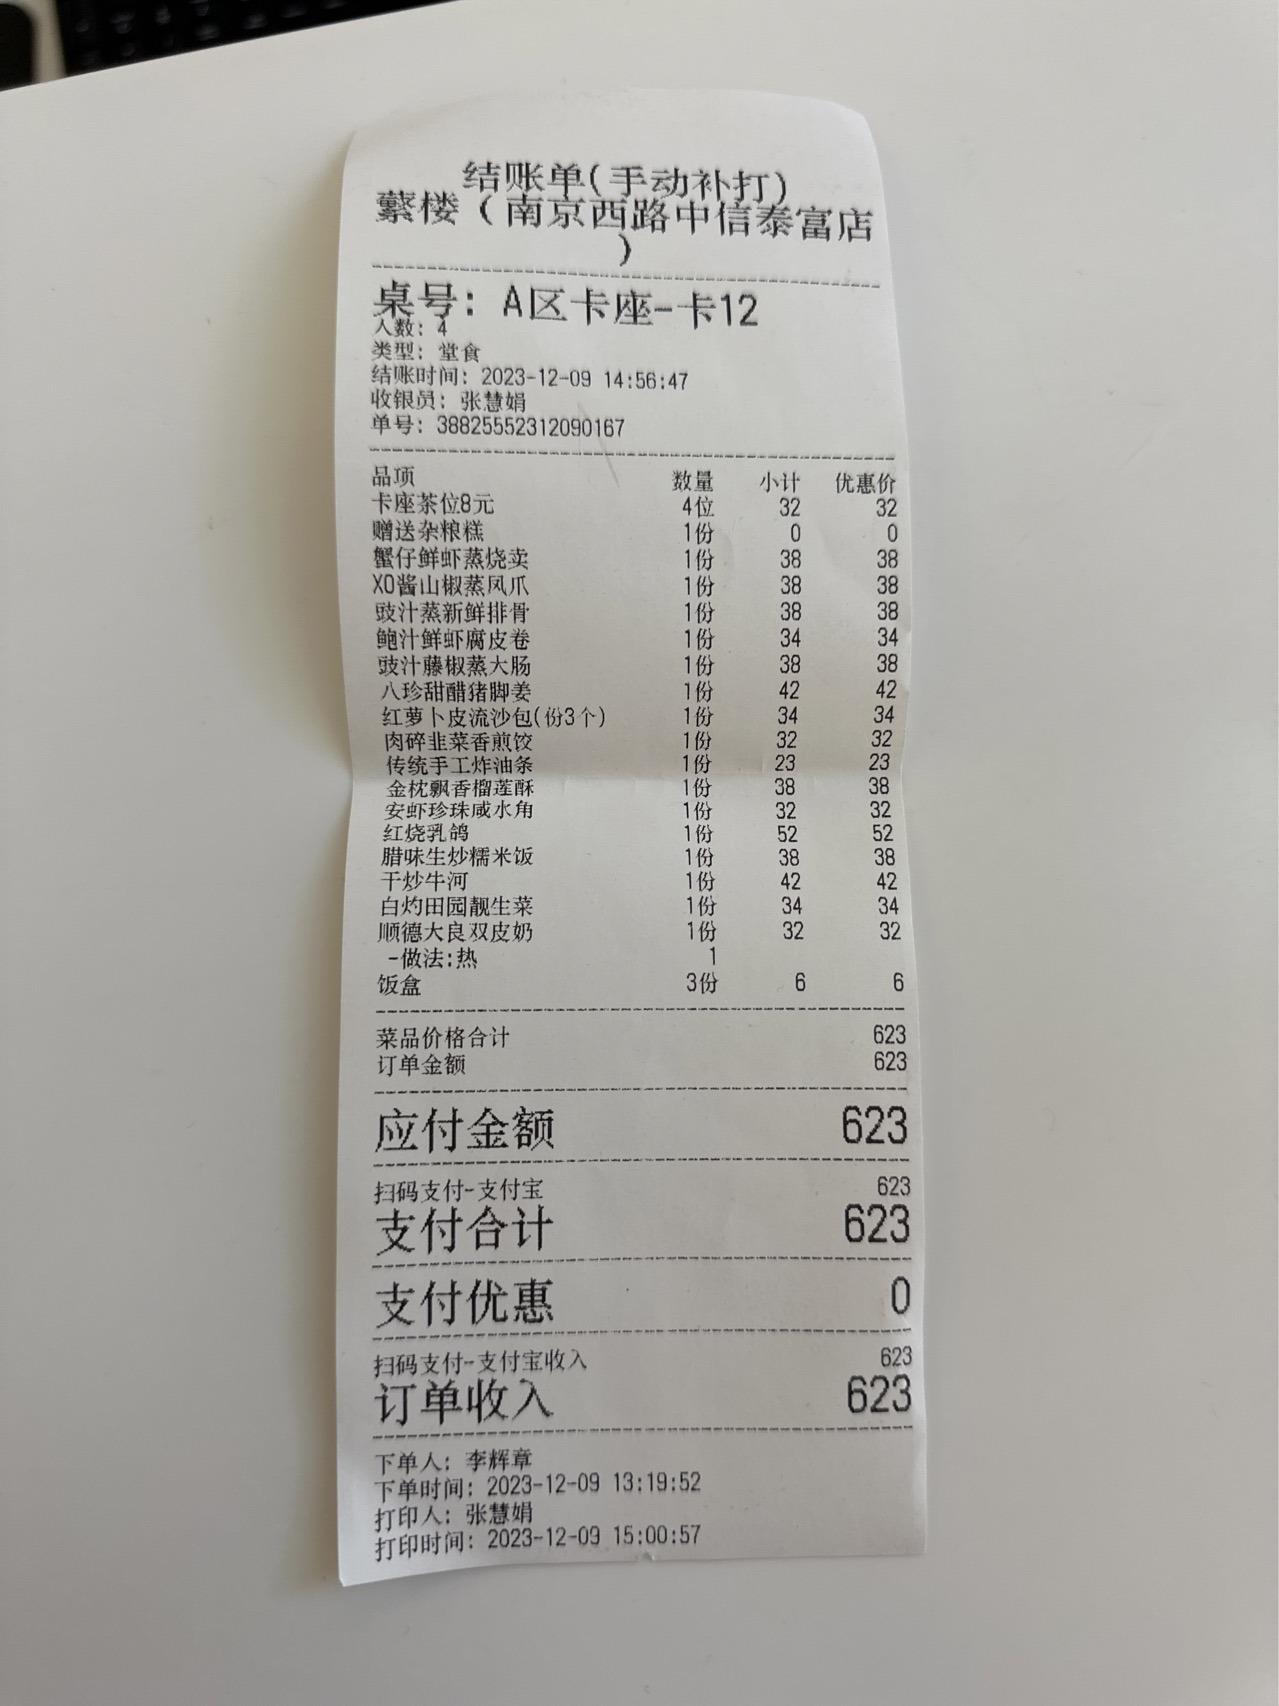 结账单(手动补打)
蘩楼（南京西路中信泰富店
）
桌号: A区卡座-卡12
人数: 4
类型: 堂食
结账时间: 2023-12-09 14:56:47
收银员: 张慧娟
单号: 38825552312090167
品项 数量 小计 优惠价
卡座茶位8元 4位 32 32
赠送杂粮糕 1份 0 0
蟹仔鲜虾蒸烧卖 1份 38 38
XO酱山椒蒸凤爪 1份 38 38
豉汁蒸新鲜排骨 1份 38 38
鲍汁鲜虾腐皮卷 1份 34 34
豉汁藤椒蒸大肠 1份 38 38
八珍甜醋猪脚姜 1份 42 42
红萝卜皮流沙包(份3个) 1份 34 34
肉碎韭菜香煎饺 1份 32 32
传统手工炸油条 1份 23 23
金枕飘香榴莲酥 1份 38 38
安虾珍珠咸水角 1份 32 32
红烧乳鸽 1份 52 52
腊味生炒糯米饭 1份 38 38
干炒牛河 1份 42 42
白灼田园靓生菜 1份 34 34
顺德大良双皮奶 1份 32 32
-做法:热 1
饭盒 3份 6 6
菜品价格合计 623
订单金额 623
应付金额 623
扫码支付-支付宝 623
支付合计 623
支付优惠 0
扫码支付-支付宝收入 623
订单收入 623
下单人: 李辉章
下单时间: 2023-12-09 13:19:52
打印人: 张慧娟
打印时间: 2023-12-09 15:00:57